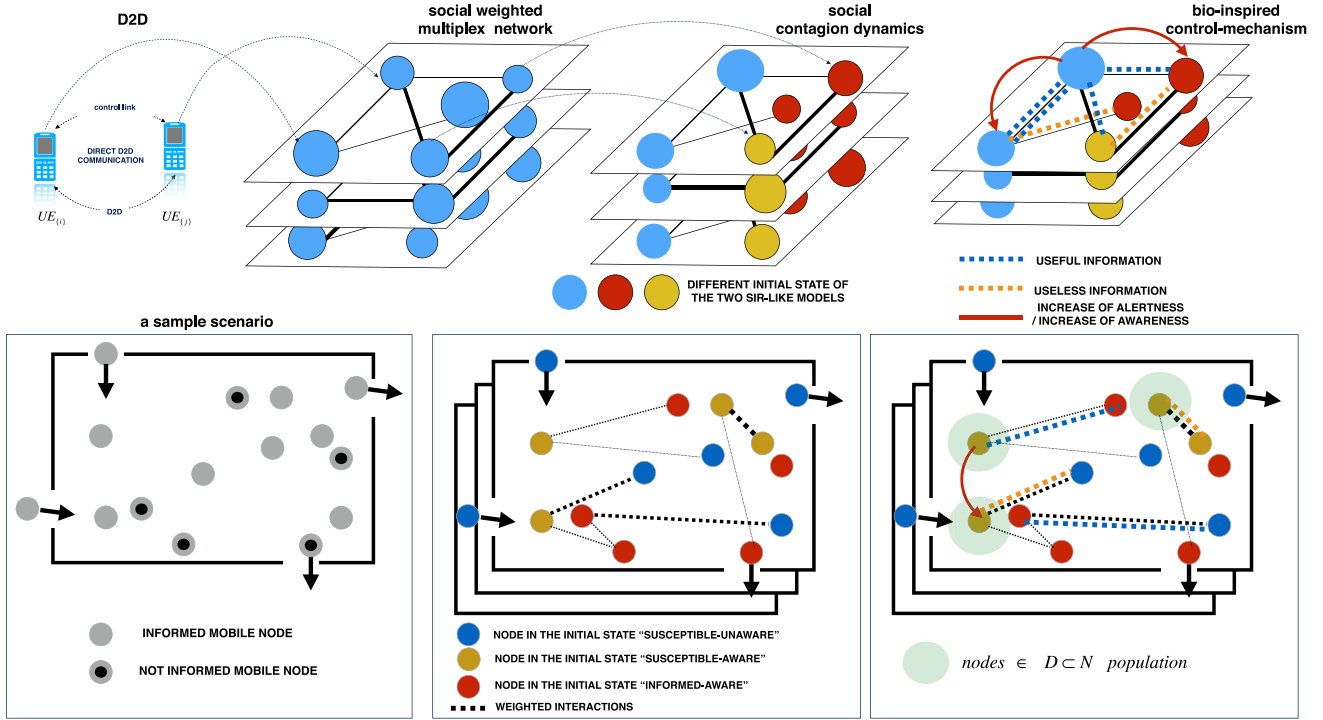 D2D
social weighted
multiplex network
social
contagion dynamics
bio-inspired
control-mechanism
control link
DIRECT D2D
COMMUNICATION
D2D
UE(i)
UE(j)
DIFFERENT INITIAL STATE OF
THE TWO SIR-LIKE MODELS
USEFUL INFORMATION
USELESS INFORMATION
INCREASE OF ALERTNESS
/ INCREASE OF AWARENESS
a sample scenario
INFORMED MOBILE NODE
NOT INFORMED MOBILE NODE
NODE IN THE INITIAL STATE “SUSCEPTIBLE-UNAWARE”
NODE IN THE INITIAL STATE “SUSCEPTIBLE-AWARE”
NODE IN THE INITIAL STATE “INFORMED-AWARE”
WEIGHTED INTERACTIONS
nodes ∈ D ⊂ N population